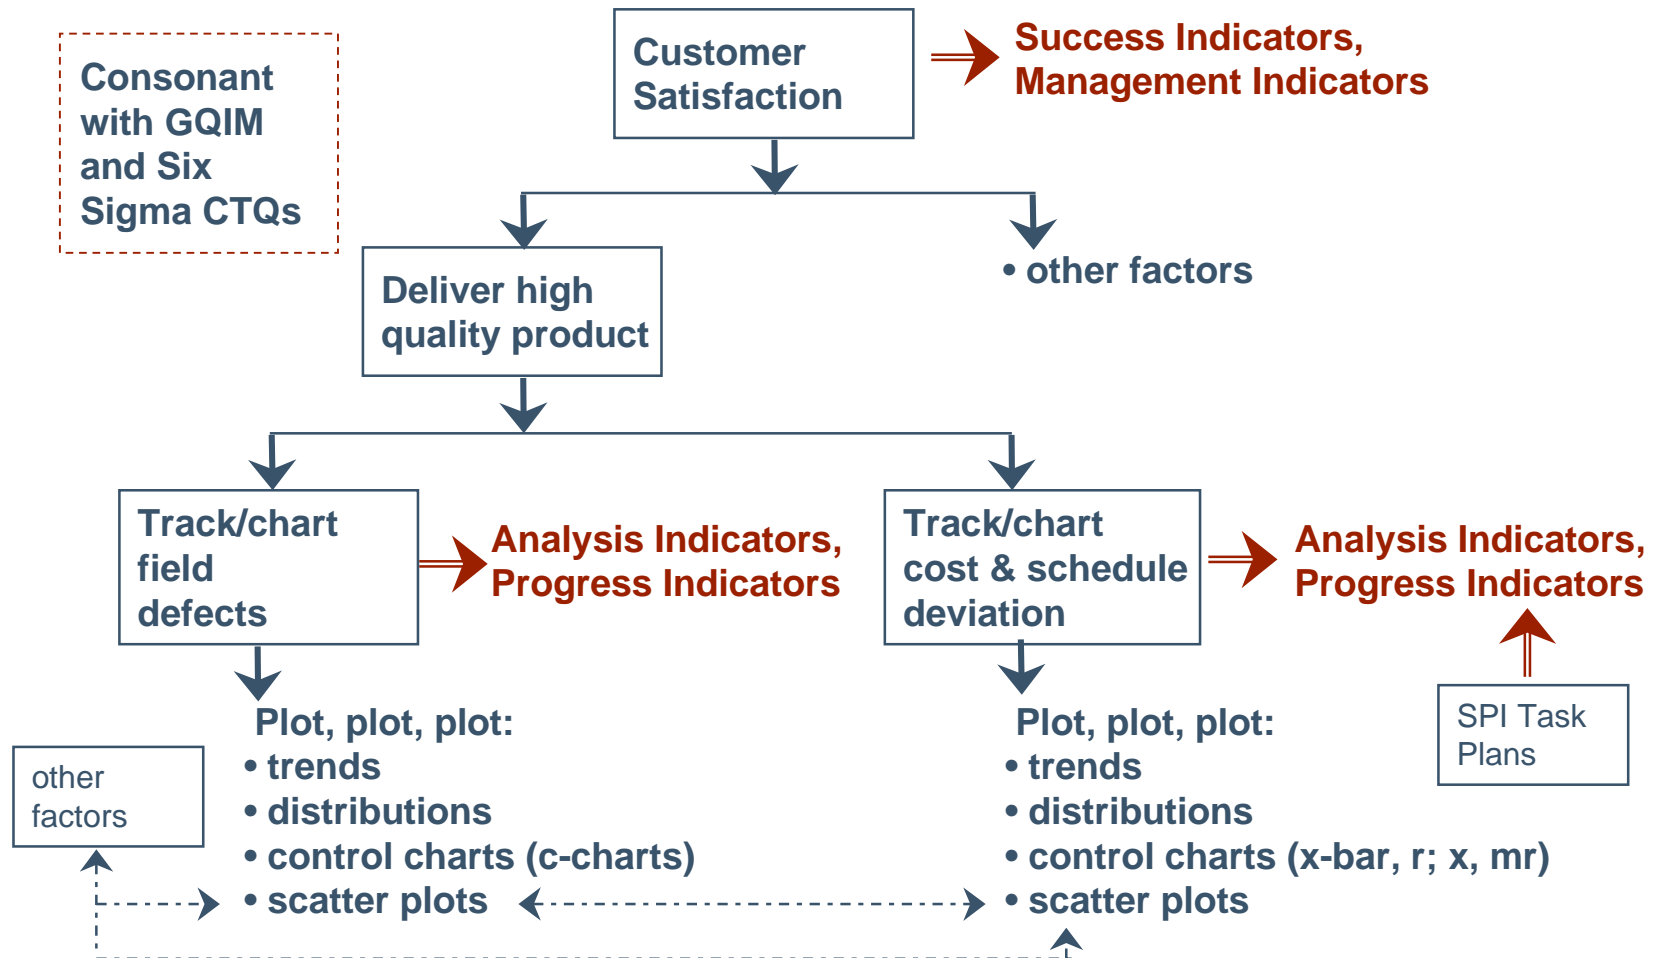 Consonant
with GQIM
and Six
Sigma CTQs
Customer
Satisfaction
Success Indicators,
Management Indicators
Deliver high
quality product
• other factors
Track/chart
field
defects
Analysis Indicators,
Progress Indicators
Track/chart
cost & schedule
deviation
Analysis Indicators,
Progress Indicators
SPI Task
Plans
other
factors
Plot, plot, plot:
• trends
• distributions
• control charts (c-charts)
• scatter plots
Plot, plot, plot:
• trends
• distributions
• control charts (x-bar, r; x, mr)
• scatter plots